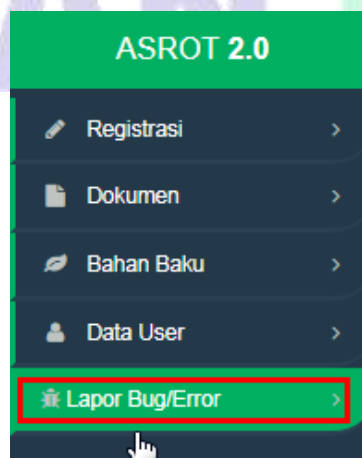 ASROT 2.0
Registrasi
Dokumen
Bahan Baku
Data User
Lapor Bug/Error